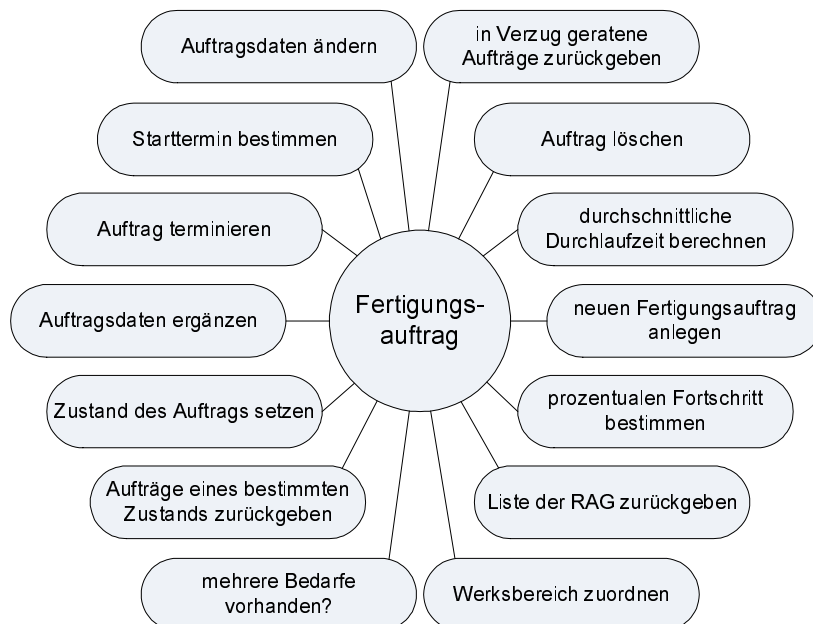 Auftragsdaten ändern
in Verzug geratene
Aufträge zurückgeben
Starttermin bestimmen
Auftrag löschen
Auftrag terminieren
durchschnittliche
Durchlaufzeit berechnen
Fertigungs-
auftrag
Auftragsdaten ergänzen
neuen Fertigungsauftrag
anlegen
Zustand des Auftrags setzen
prozentualen Fortschritt
bestimmen
Aufträge eines bestimmten
Zustands zurückgeben
Liste der RAG zurückgeben
mehrere Bedarfe
vorhanden?
Werksbereich zuordnen